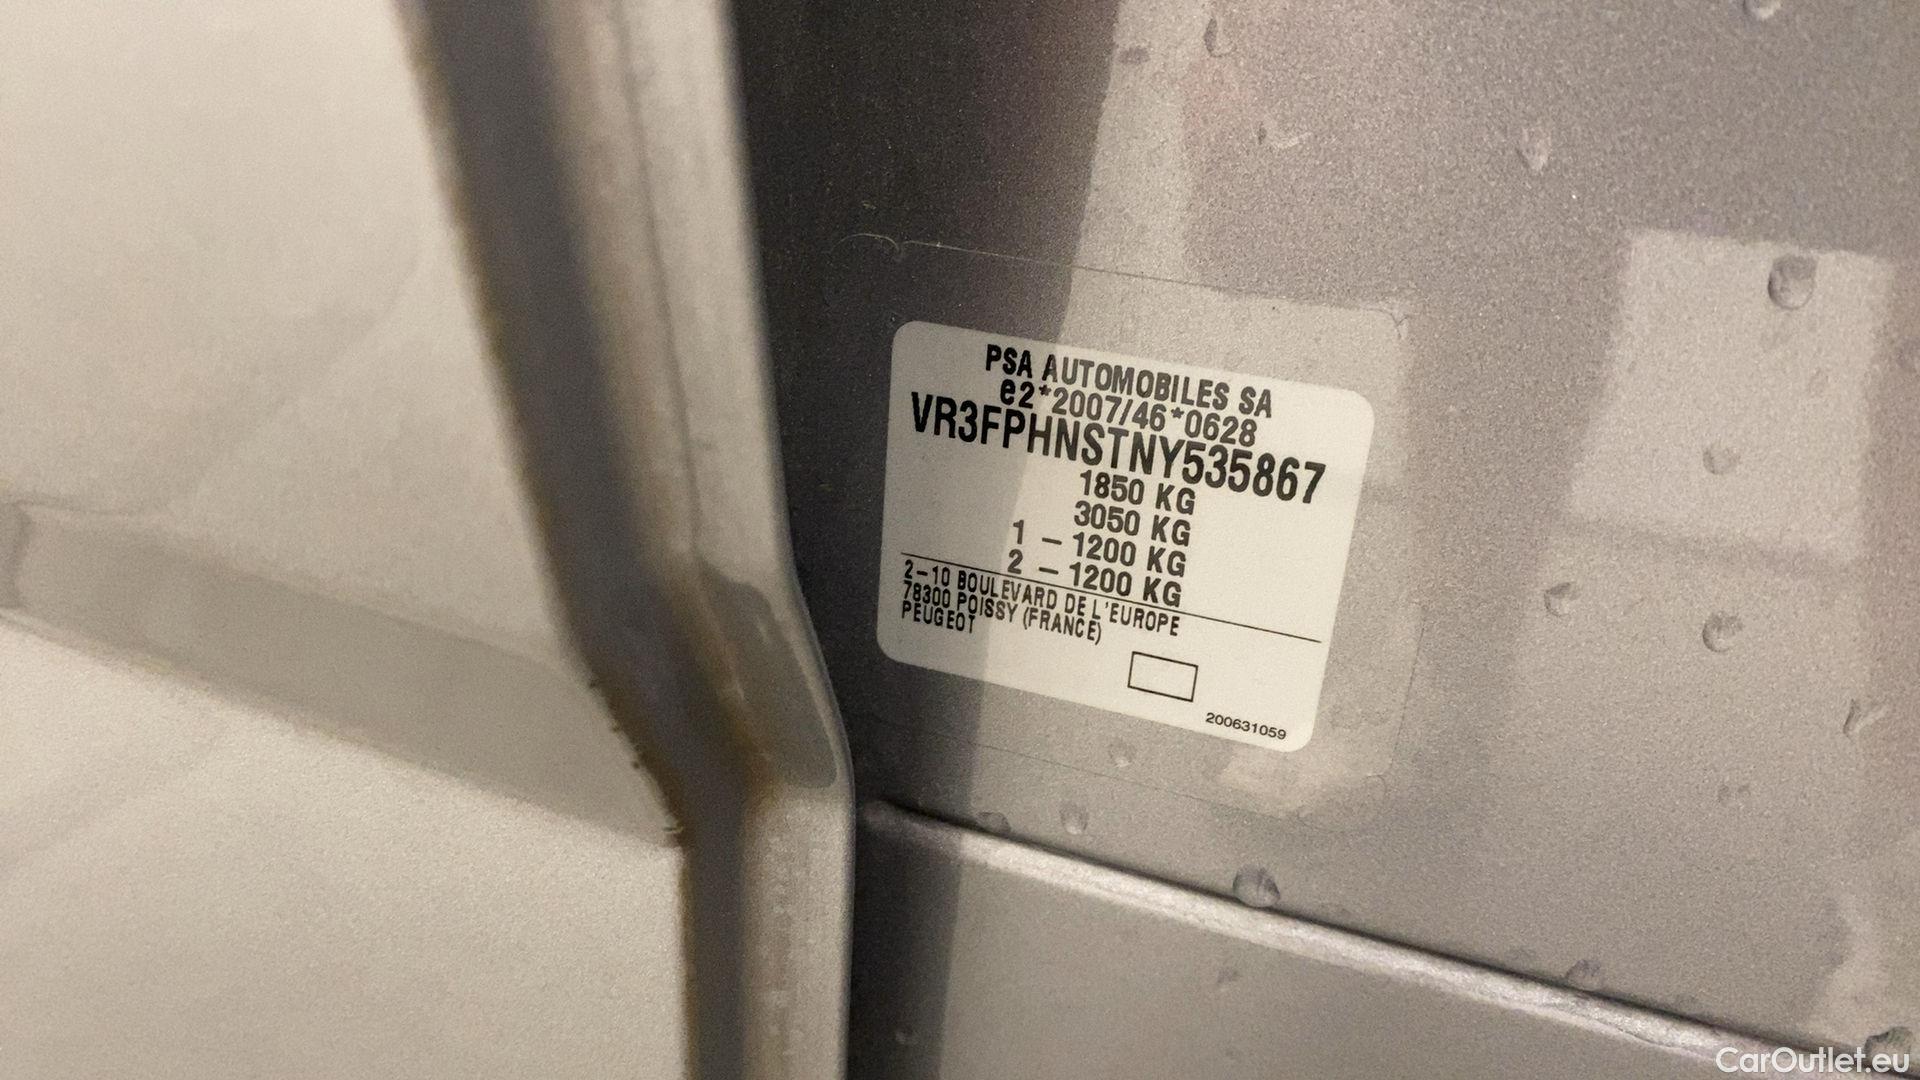 PSA AUTOMOBILES SA
e2*2007/46*0628
VR3FPHNSTNY535867
1850 KG
3050 KG
1 – 1200 KG
2 – 1200 KG
2–10 BOULEVARD DE L'EUROPE
78300 POISSY (FRANCE)
PEUGEOT
200631059
CarOutlet.eu